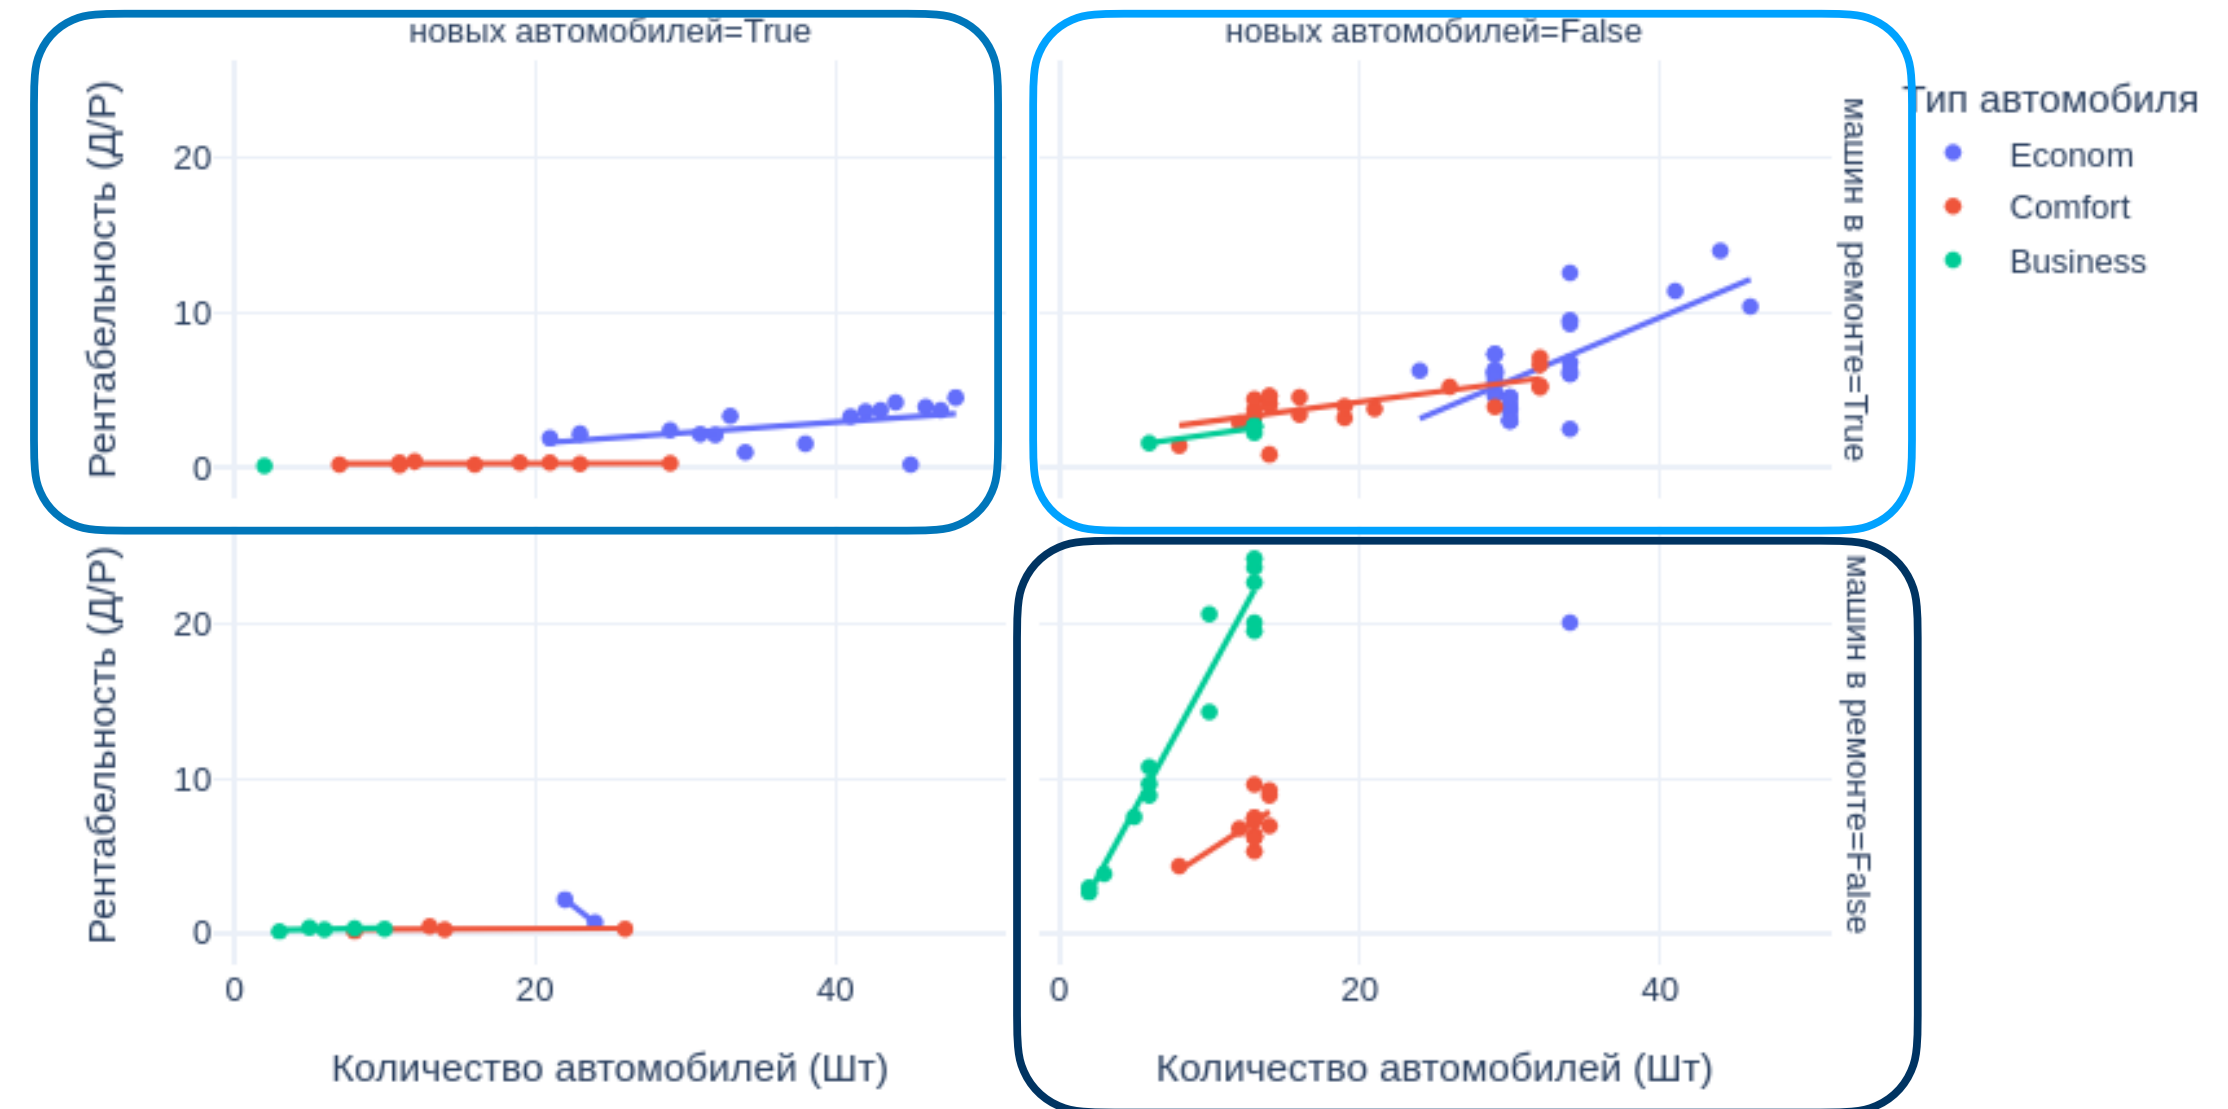 новых автомобилей=True
новых автомобилей=False
Рентабельность (Д/Р)
20
10
0
машин в ремонте=True
Тип автомобиля
Econom
Comfort
Business
Рентабельность (Д/Р)
20
10
0
машин в ремонте=False
0
20
40
0
20
40
Количество автомобилей (Шт)
Количество автомобилей (Шт)